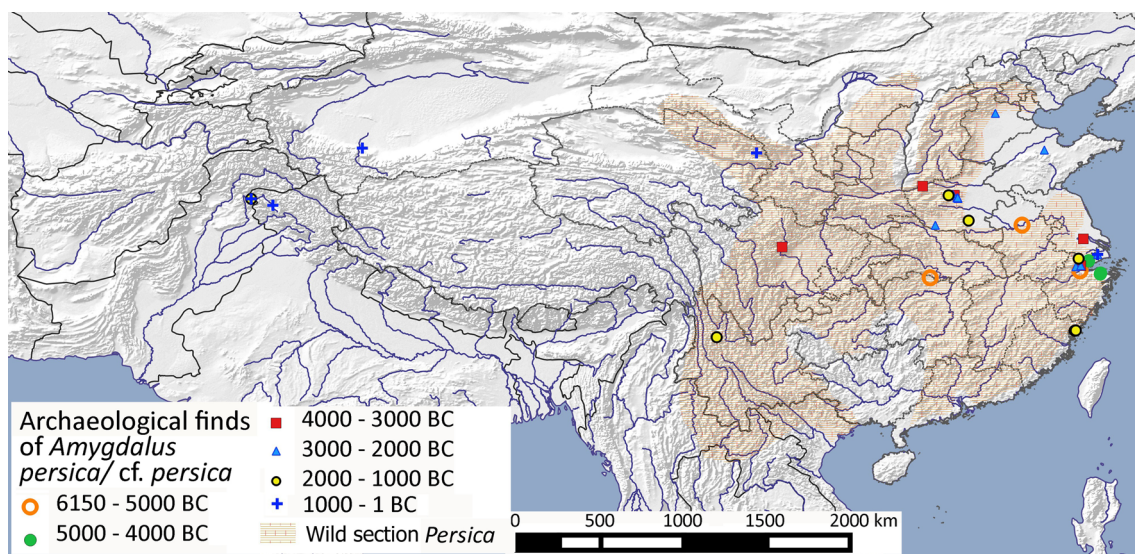 Archaeological finds
of Amygdalus
persica/ cf. persica
6150 - 5000 BC
5000 - 4000 BC
4000 - 3000 BC
3000 - 2000 BC
2000 - 1000 BC
1000 - 1 BC
Wild section Persica
0 500 1000 1500 2000 km